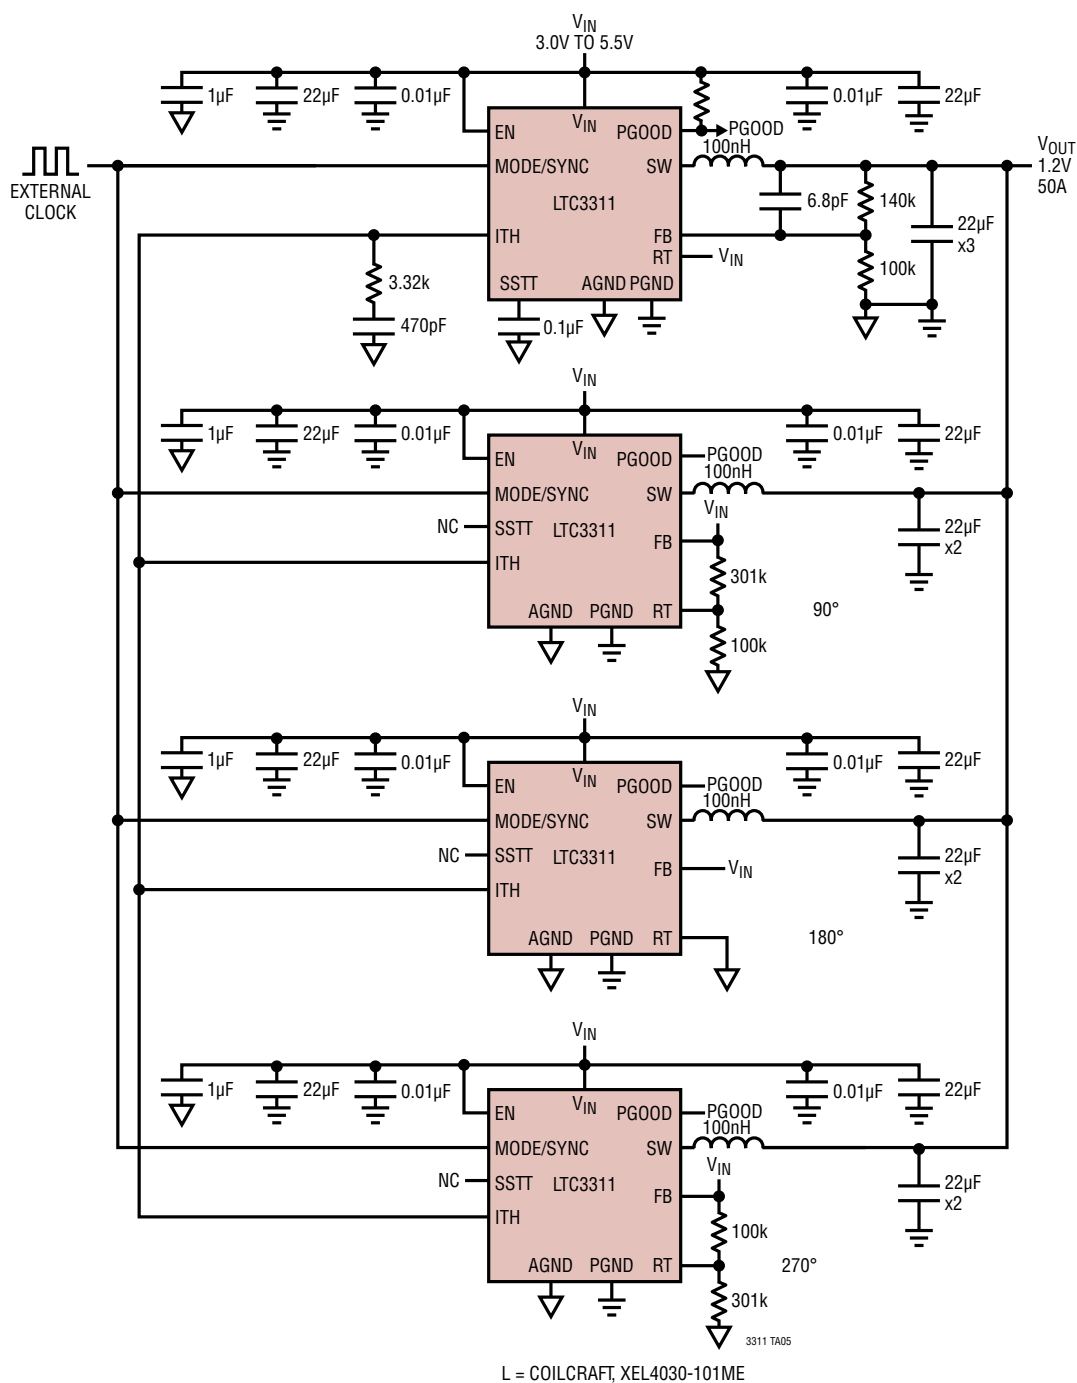 VIN
3.0V TO 5.5V
1µF
22µF
0.01µF
0.01µF
22µF
EN
VIN
PGOOD
PGOOD
100nH
EXTERNAL
CLOCK
MODE/SYNC
SW
VOUT
1.2V
50A
LTC3311
6.8pF
140k
22µF
x3
ITH
FB
RT
VIN
100k
3.32k
SSTT
AGND
PGND
470pF
0.1µF
VIN
1µF
22µF
0.01µF
0.01µF
22µF
EN
VIN
PGOOD
PGOOD
100nH
MODE/SYNC
SW
VIN
NC
SSTT
LTC3311
FB
22µF
x2
ITH
301k
AGND
PGND
RT
90°
100k
VIN
1µF
22µF
0.01µF
0.01µF
22µF
EN
VIN
PGOOD
PGOOD
100nH
MODE/SYNC
SW
NC
SSTT
LTC3311
FB
VIN
22µF
x2
ITH
AGND
PGND
RT
180°
VIN
1µF
22µF
0.01µF
0.01µF
22µF
EN
VIN
PGOOD
PGOOD
100nH
MODE/SYNC
SW
VIN
NC
SSTT
LTC3311
FB
22µF
x2
ITH
100k
AGND
PGND
RT
270°
301k
3311 TA05
L = COILCRAFT, XEL4030-101ME